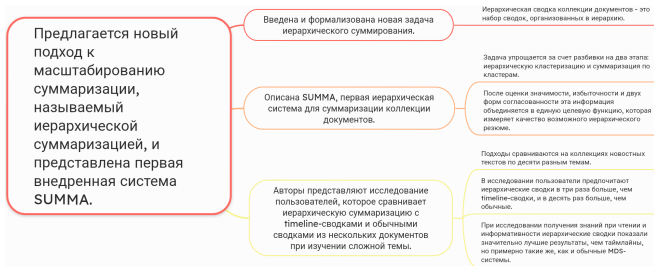 Предлагается новый
подход к
масштабированию
суммаризации,
называемый
иерархической
суммаризацией, и
представлена первая
внедренная система
SUMMA.
Введена и формализована новая задача
иерархического суммирования.
Иерархическая сводка коллекции документов - это
набор сводок, организованных в иерархию.
Описана SUMMA, первая иерархическая
система для суммаризации коллекции
документов.
Задача упрощается за счет разбивки на два этапа:
иерархическую кластеризацию и суммаризация по
кластерам.
После оценки значимости, избыточности и двух
форм согласованности эта информация
объединяется в единую целевую функцию, которая
измеряет качество возможного иерархического
резюме.
Авторы представляют исследование
пользователей, которое сравнивает
иерархическую суммаризацию с
timeline-сводками и обычными
сводками из нескольких документов
при изучении сложной темы.
Подходы сравниваются на коллекциях новостных
текстов по десяти разным темам.
В исследовании пользователи предпочитают
иерархические сводки в три раза больше, чем
timeline-сводки, и в десять раз больше, чем
обычные.
При исследовании получения знаний при чтении и
информативности иерархические сводки показали
значительно лучшие результаты, чем таймлайны,
но примерно такие же, как и обычные MDS-
системы.